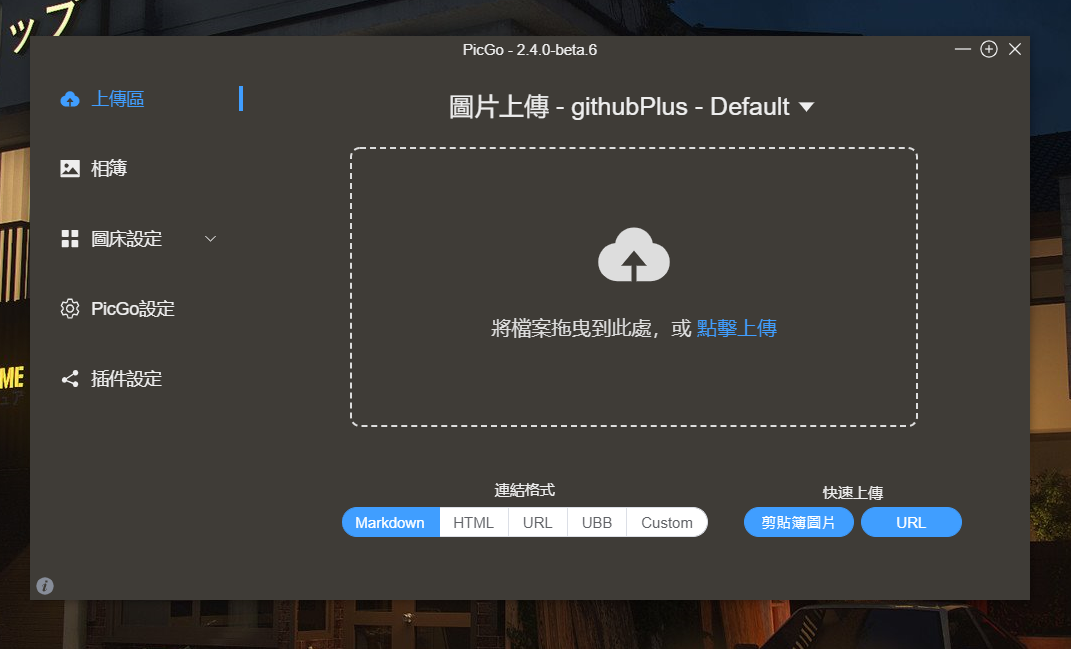 ップ
PicGo - 2.4.0-beta.6
上傳區
圖片上傳 - githubPlus - Default
相簿
圖床設定
PicGo設定
將檔案拖曳到此處，或 點擊上傳
ME
ュア
插件設定
連結格式
快速上傳
Markdown
HTML
URL
UBB
Custom
剪貼簿圖片
URL
i